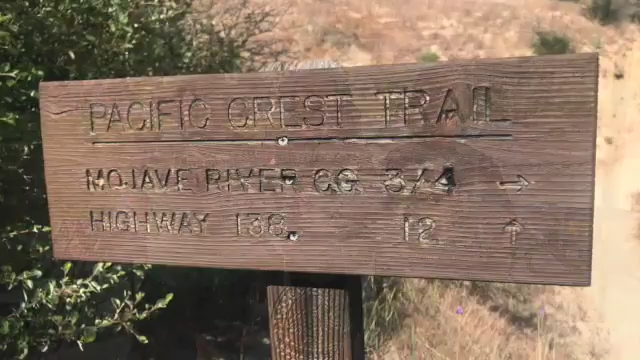 PACIFIC CREST TRAIL
MOJAVE RIVER CG. 3/4 →
HIGHWAY 138 12 ↑